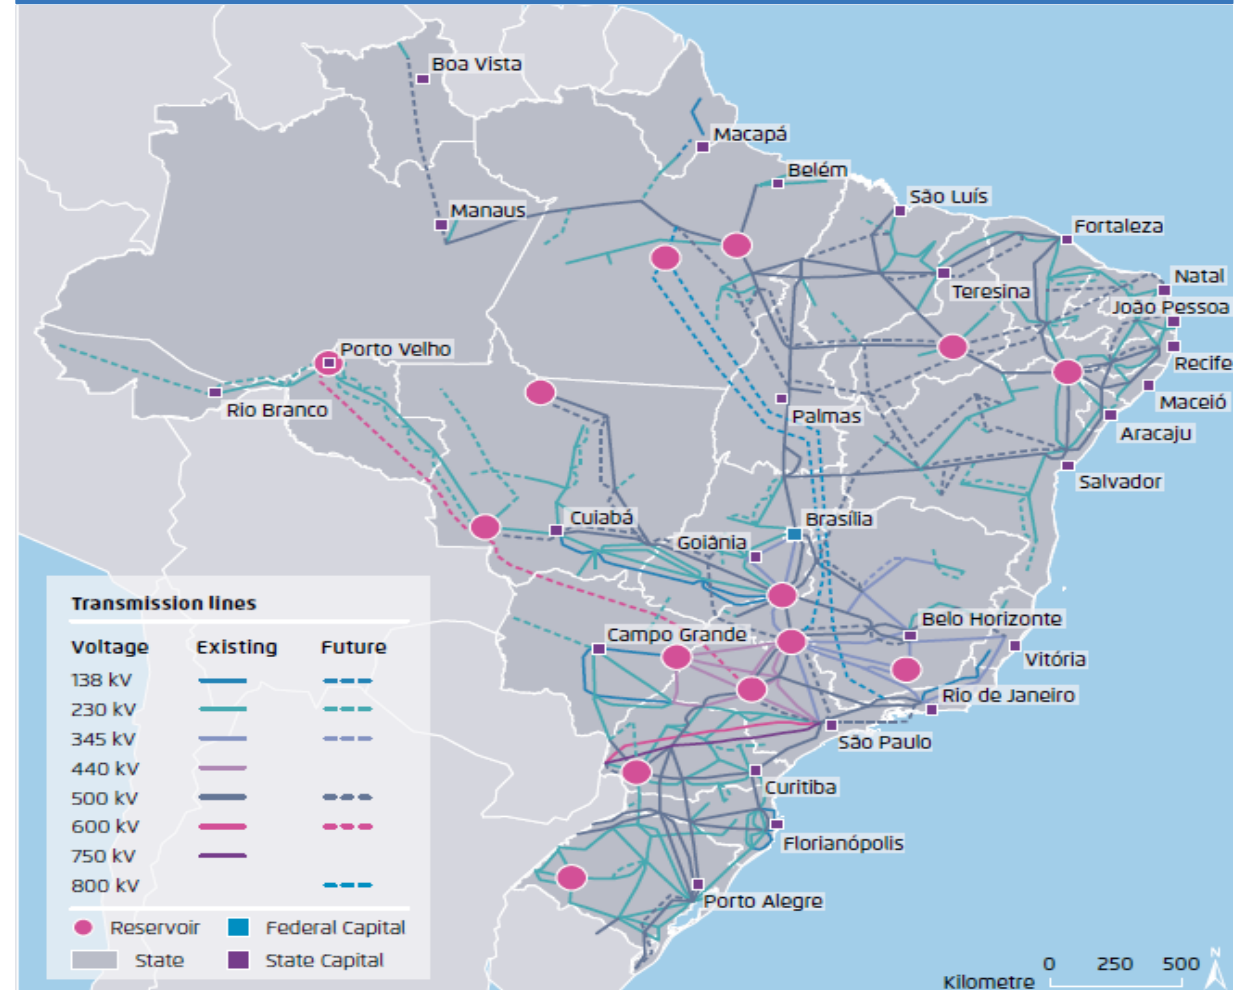 Boa Vista
Macapá
Belém
São Luís
Manaus
Fortaleza
Teresina
Natal
João Pessoa
Porto Velho
Recife
Rio Branco
Palmas
Maceió
Aracaju
Salvador
Cuiabá
Brasília
Goiânia
Belo Horizonte
Campo Grande
Vitória
Rio de Janeiro
São Paulo
Curitiba
Florianópolis
Porto Alegre
Transmission lines
Voltage Existing Future
138 kV
230 kV
345 kV
440 kV
500 kV
600 kV
750 kV
800 kV
Reservoir Federal Capital
State State Capital
N
0 250 500
Kilometre